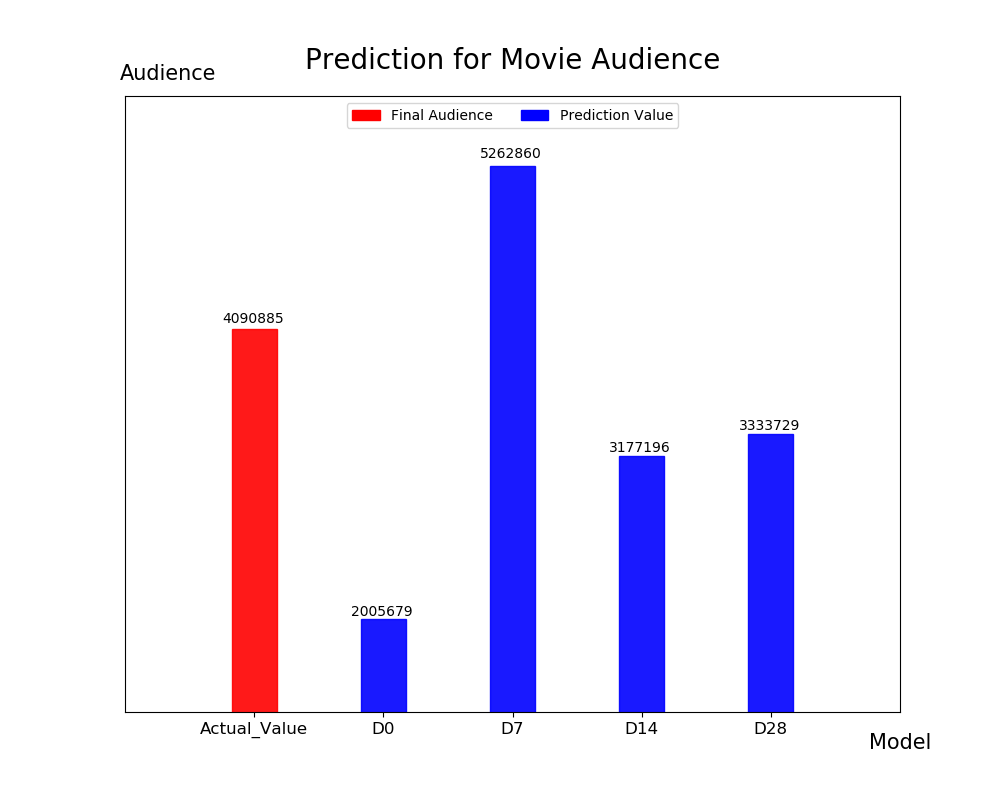 Prediction for Movie Audience
Audience
Final Audience Prediction Value
5262860
4090885
3333729
3177196
2005679
Actual_Value D0 D7 D14 D28
Model